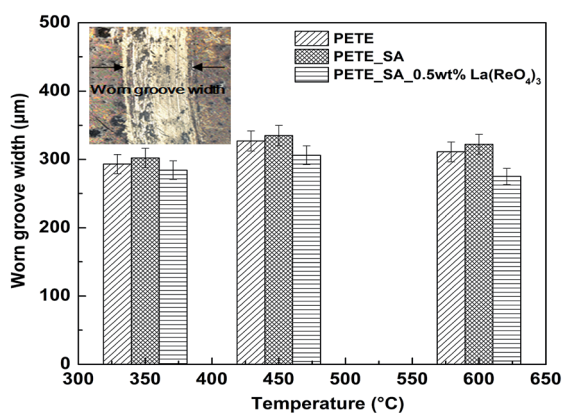 500
400
300
200
100
0
Worn groove width (µm)
Worn groove width
PETE
PETE_SA
PETE_SA_0.5wt% La(ReO₄)₃
300 350 400 450 500 550 600 650
Temperature (°C)